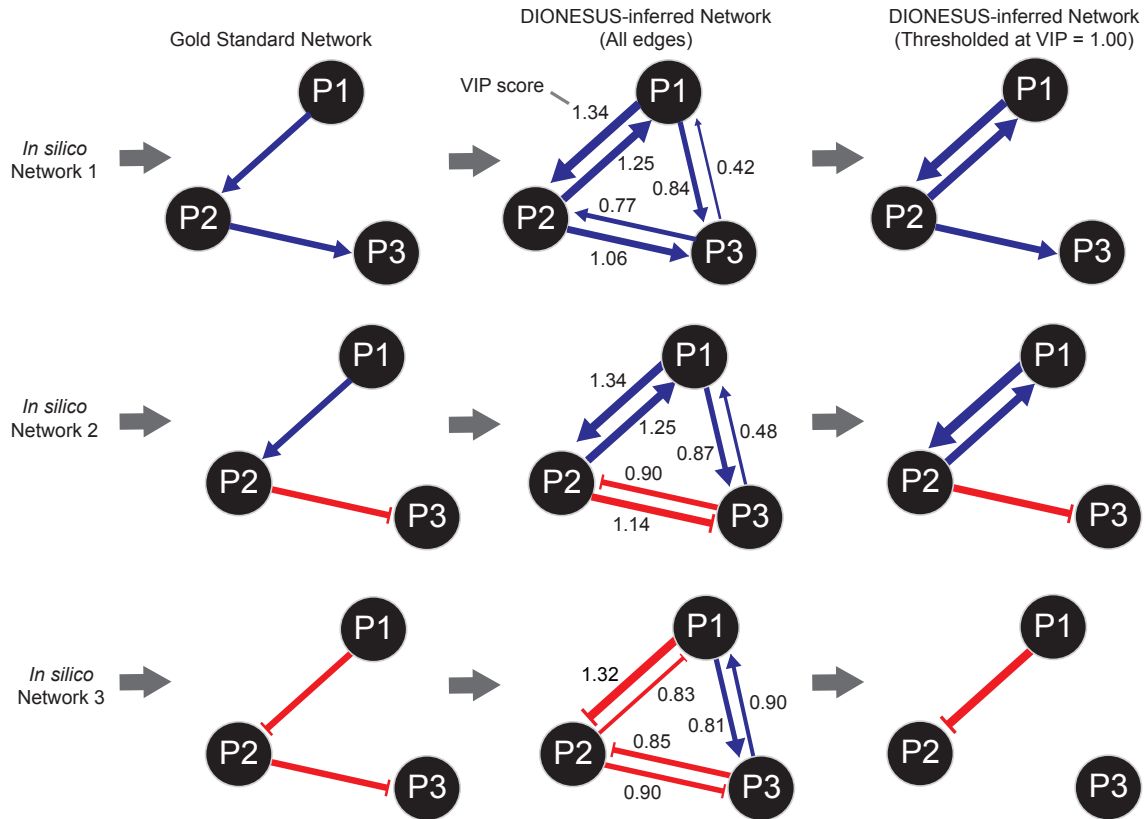 Gold Standard Network
DIONESUS-inferred Network
(All edges)
DIONESUS-inferred Network
(Thresholded at VIP = 1.00)
In silico
Network 1
P1
P2
P3
VIP score
1.34
P1
1.25
0.42
0.84
0.77
P2
P3
1.06
P1
P2
P3
In silico
Network 2
P1
P2
P3
P1
1.34
1.25
0.48
0.87
0.90
P2
P3
1.14
P1
P2
P3
In silico
Network 3
P1
P2
P3
P1
1.32
0.83
0.90
0.81
0.85
P2
P3
0.90
P1
P2
P3